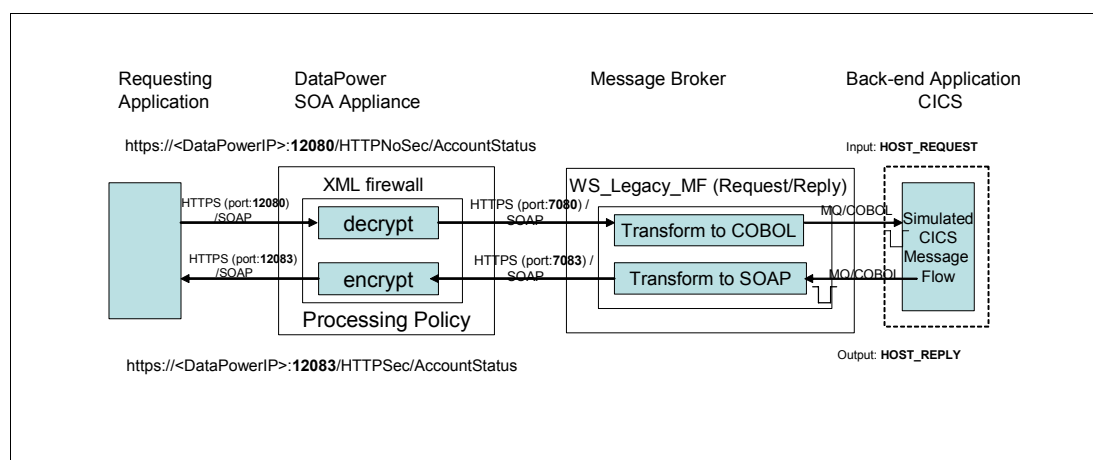 Requesting
Application
DataPower
SOA Appliance
Message Broker
Back-end Application
CICS
https://<DataPowerIP>:12080/HTTPNoSec/AccountStatus
Input: HOST_REQUEST
XML firewall
WS_Legacy_MF (Request/Reply)
HTTPS (port:12080)
/SOAP
decrypt
HTTPS (port:7080) /
SOAP
Transform to COBOL
MQ/COBOL
Simulated
CICS
Message
Flow
HTTPS (port:12083)
/SOAP
encrypt
HTTPS (port:7083) /
SOAP
Transform to SOAP
MQ/COBOL
Processing Policy
Output: HOST_REPLY
https://<DataPowerIP>:12083/HTTPSec/AccountStatus